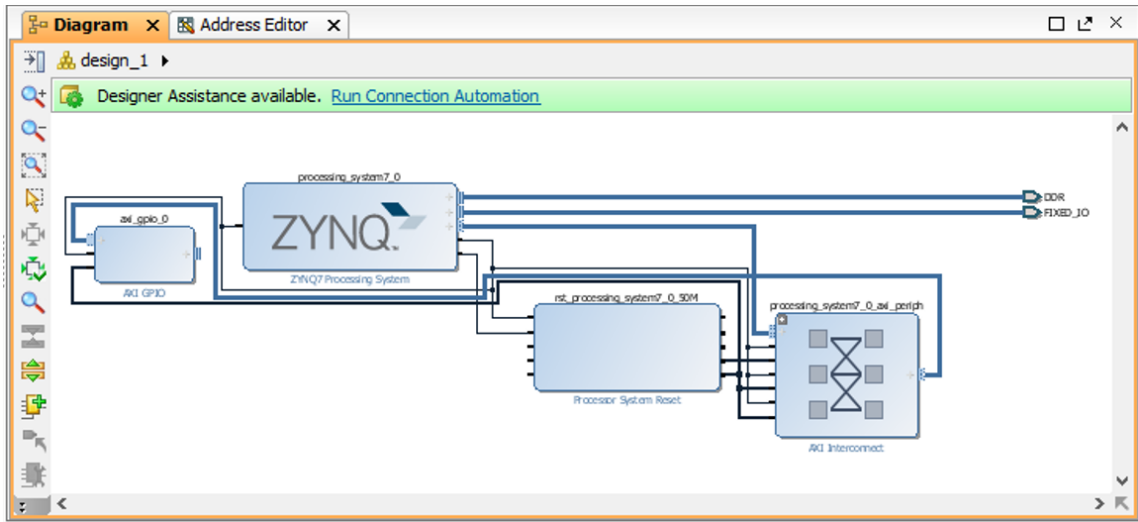 Diagram
Address Editor
design_1
Designer Assistance available. Run Connection Automation
processing_system7_0
DDR
FIXED_IO
axi_gpio_0
ZYNQ
AXI GPIO
ZYNQ7 Processing System
rst_processing_system7_0_50M
processing_system7_0_axi_periph
Processor System Reset
AXI Interconnect